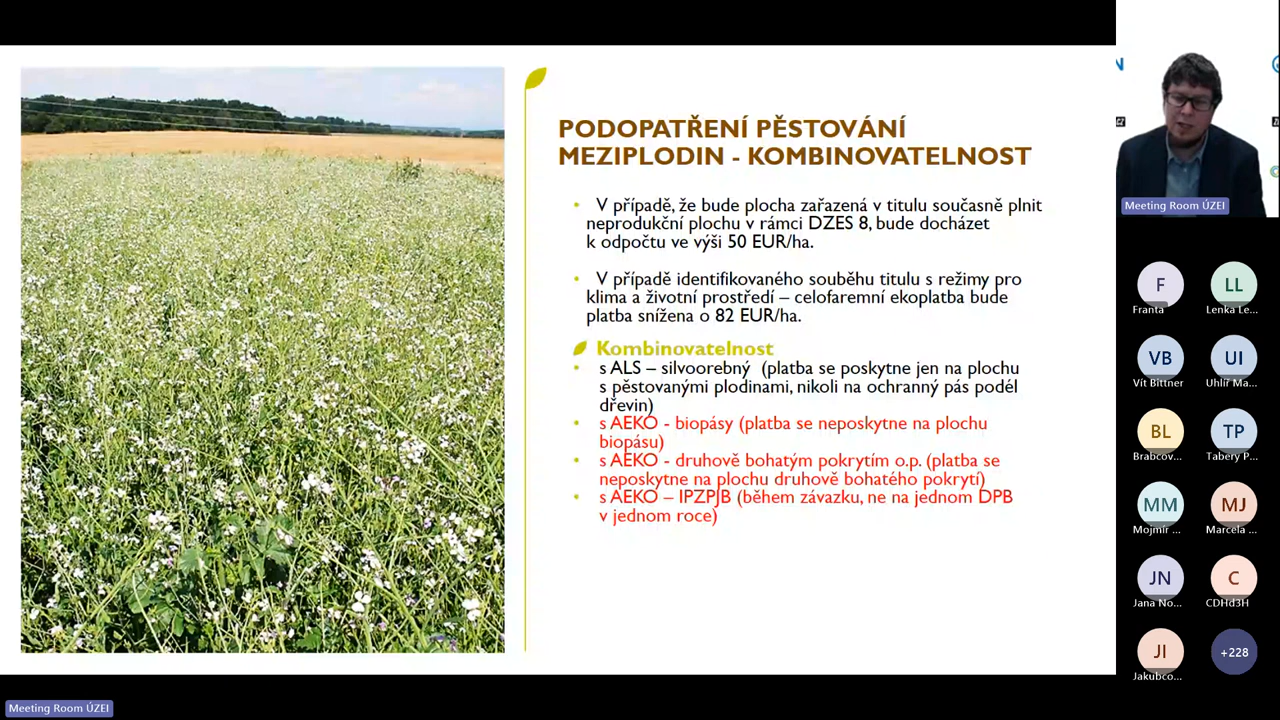 PODOPATŘENÍ PĚSTOVÁNÍ
MEZIPLODIN - KOMBINOVATELNOST
• V případě, že bude plocha zařazená v titulu současně plnit
neprodukční plochu v rámci DZES 8, bude docházet
k odpočtu ve výši 50 EUR/ha.
• V případě identifikovaného souběhu titulu s režimy pro
klima a životní prostředí – celofaremní ekoplatba bude
platba snížena o 82 EUR/ha.
Kombinovatelnost
• s ALS – silvoorebný (platba se poskytne jen na plochu
s pěstovanými plodinami, nikoli na ochranný pás podél
dřevin)
• s AEKO - biopásy (platba se neposkytne na plochu
biopásu)
• s AEKO - druhově bohatým pokrytím o.p. (platba se
neposkytne na plochu druhově bohatého pokrytí)
• s AEKO – IPZPJB (během závazku, ne na jednom DPB
v jednom roce)
Meeting Room ÚZEI
F
Franta
LL
Lenka Le...
VB
Vít Bittner
UI
Uhlíř Ma...
BL
Brabcov...
TP
Tabery P...
MM
Mojmír ...
MJ
Marcela ...
JN
Jana No...
C
CDHd3H
JI
Jakubco...
+228
Meeting Room ÚZEI